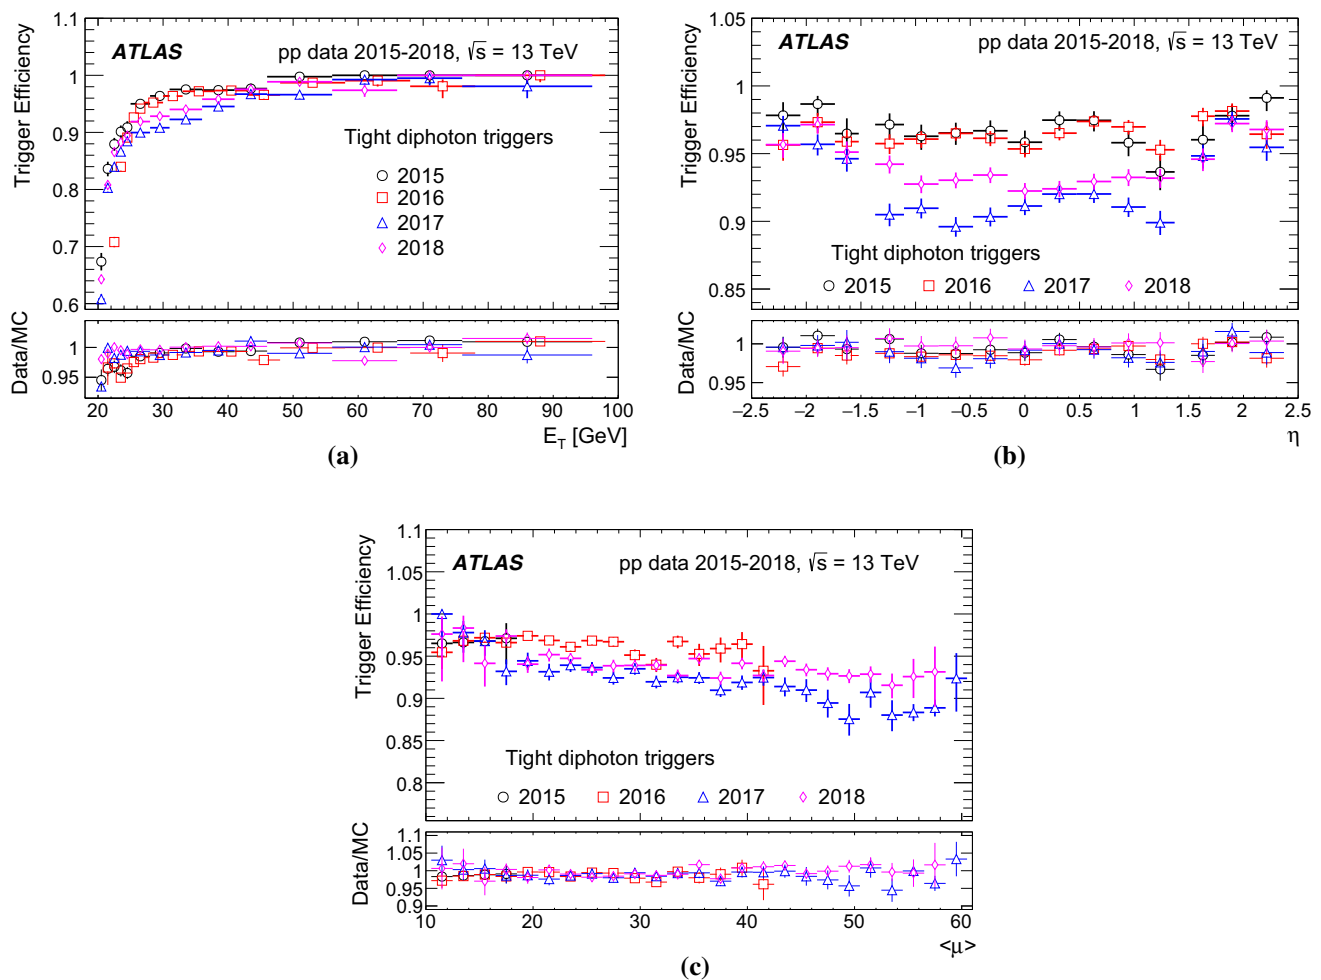 ATLAS pp data 2015-2018, √s = 13 TeV
Trigger Efficiency
1.1
1
0.9
0.8
0.7
0.6
Tight diphoton triggers
2015
2016
2017
2018
Data/MC
1
0.95
20 30 40 50 60 70 80 90 100
E_T [GeV]
(a)
ATLAS pp data 2015-2018, √s = 13 TeV
Trigger Efficiency
1.05
1
0.95
0.9
0.85
Tight diphoton triggers
2015 2016 2017 2018
Data/MC
1
0.95
−2.5 −2 −1.5 −1 −0.5 0 0.5 1 1.5 2 2.5
η
(b)
ATLAS pp data 2015-2018, √s = 13 TeV
Trigger Efficiency
1.1
1.05
1
0.95
0.9
0.85
0.8
Tight diphoton triggers
2015 2016 2017 2018
Data/MC
1.1
1.05
1.0
0.95
0.9
10 20 30 40 50 60
<μ>
(c)